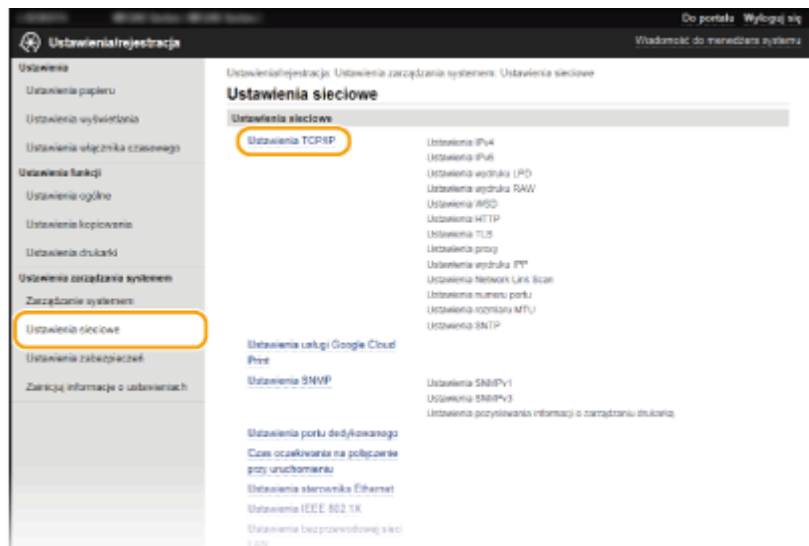 Do portalu Wyloguj się
Ustawienia/rejestracja
Wiadomość do menedżera systemu
Ustawienia
Ustawienia papieru
Ustawienia wyświetlania
Ustawienia włącznika czasowego
Ustawienia funkcji
Ustawienia ogólne
Ustawienia kopiowania
Ustawienia drukarki
Ustawienia zarządzania systemem
Zarządzanie systemem
Ustawienia sieciowe
Ustawienia zabezpieczeń
Zainicjuj informacje o ustawieniach
Ustawienia/rejestracja: Ustawienia zarządzania systemem: Ustawienia sieciowe
Ustawienia sieciowe
Ustawienia sieciowe
Ustawienia TCP/IP
Ustawienia IPv4
Ustawienia IPv6
Ustawienia wydruku LPD
Ustawienia wydruku RAW
Ustawienia WSD
Ustawienia HTTP
Ustawienia TLS
Ustawienia proxy
Ustawienia wydruku IPP
Ustawienia Network Link Scan
Ustawienia numeru portu
Ustawienia rozmiaru MTU
Ustawienia SNTP
Ustawienia usługi Google Cloud
Print
Ustawienia SNMP
Ustawienia SNMPv1
Ustawienia SNMPv3
Ustawienia pozyskiwania informacji o zarządzaniu drukarką
Ustawienia portu dedykowanego
Czas oczekiwania na połączenie
przy uruchomieniu
Ustawienia sterownika Ethernet
Ustawienia IEEE 802.1X
Ustawienia bezprzewodowej sieci
LAN